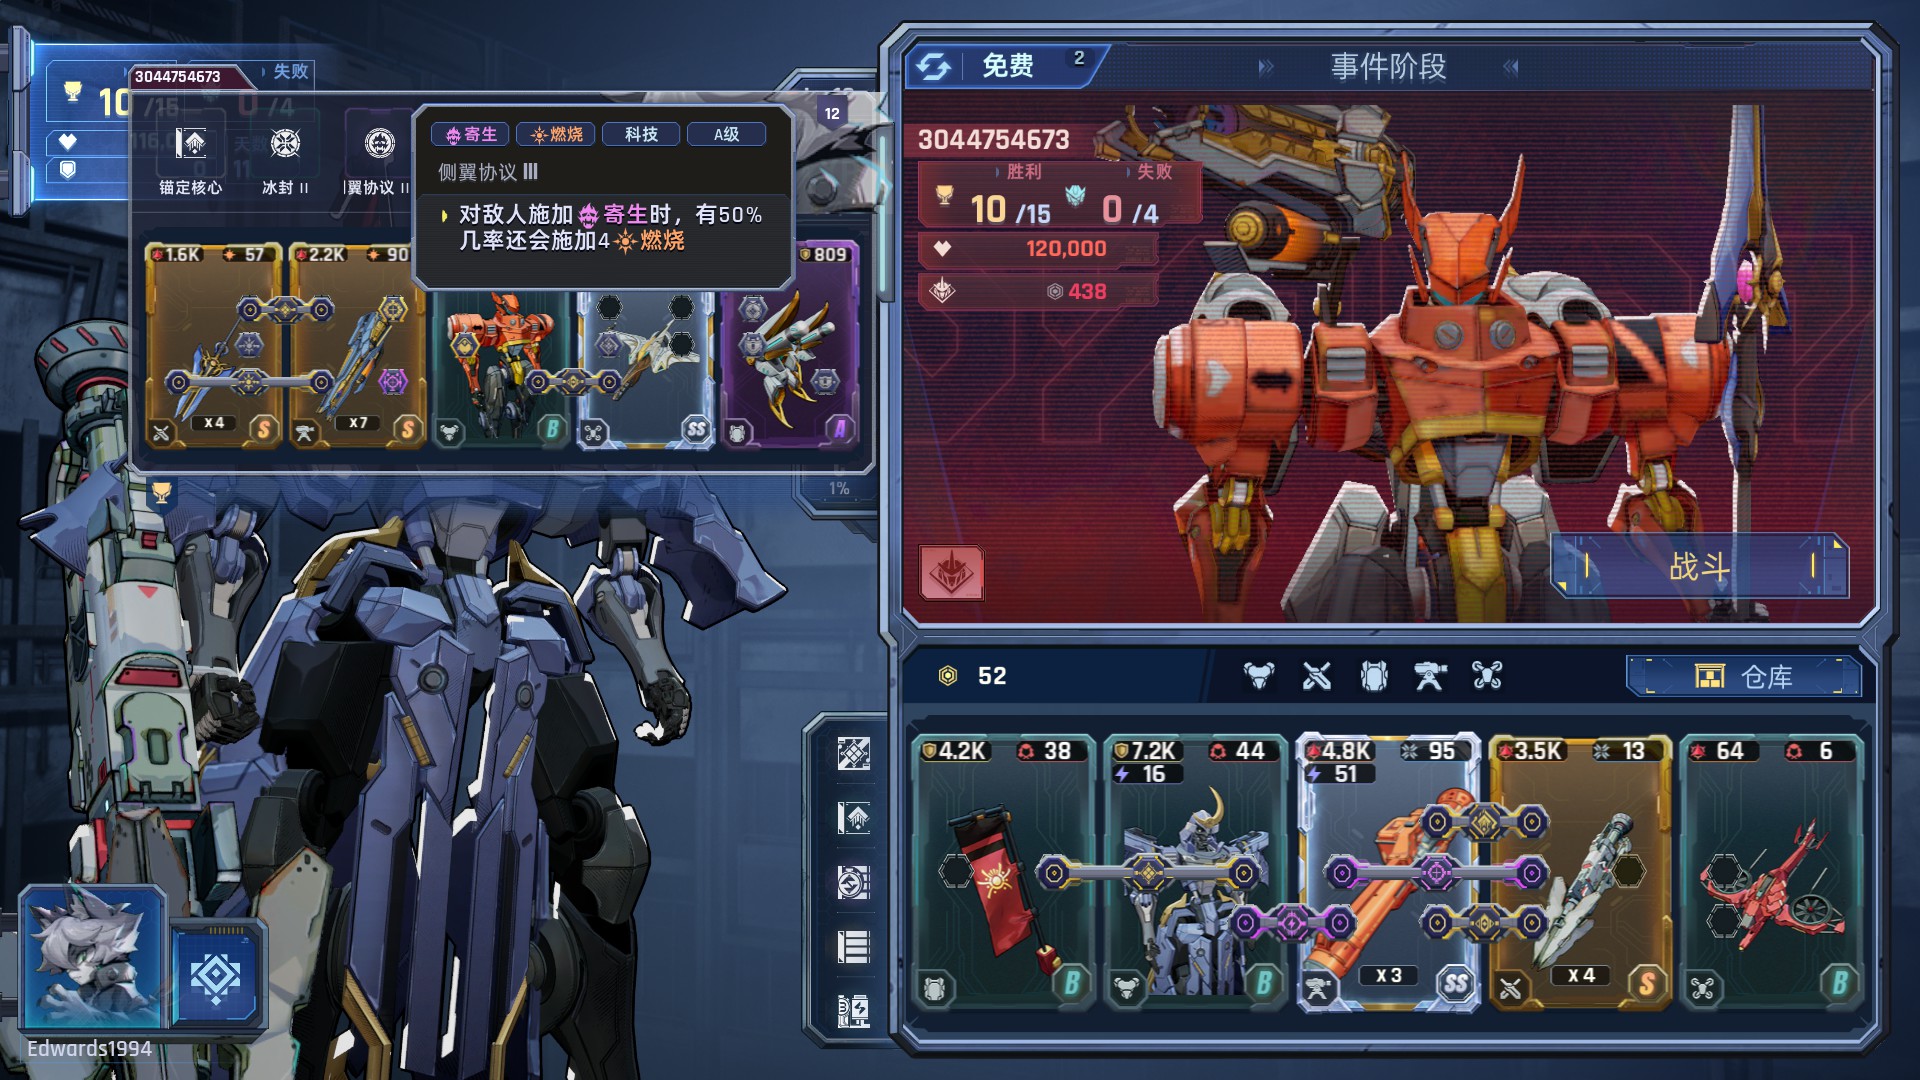 3044754673
失败
10 /15 0 /4
锚定核心
冰封 II
翼协议 II
12
寄生
燃烧
科技
A级
侧翼协议 III
对敌人施加寄生时，有50%
几率还会施加4燃烧
1.6K 57
x4 S
2.2K 90
x7 S
B
SS
809
A
1%
Edwards1994
免费 2
事件阶段
3044754673
胜利 失败
10 /15 0 /4
120,000
438
战斗
52
仓库
4.2K 38
B
7.2K 44
16
B
4.8K 95
51
x3 SS
3.5K 13
x4 S
64 6
B